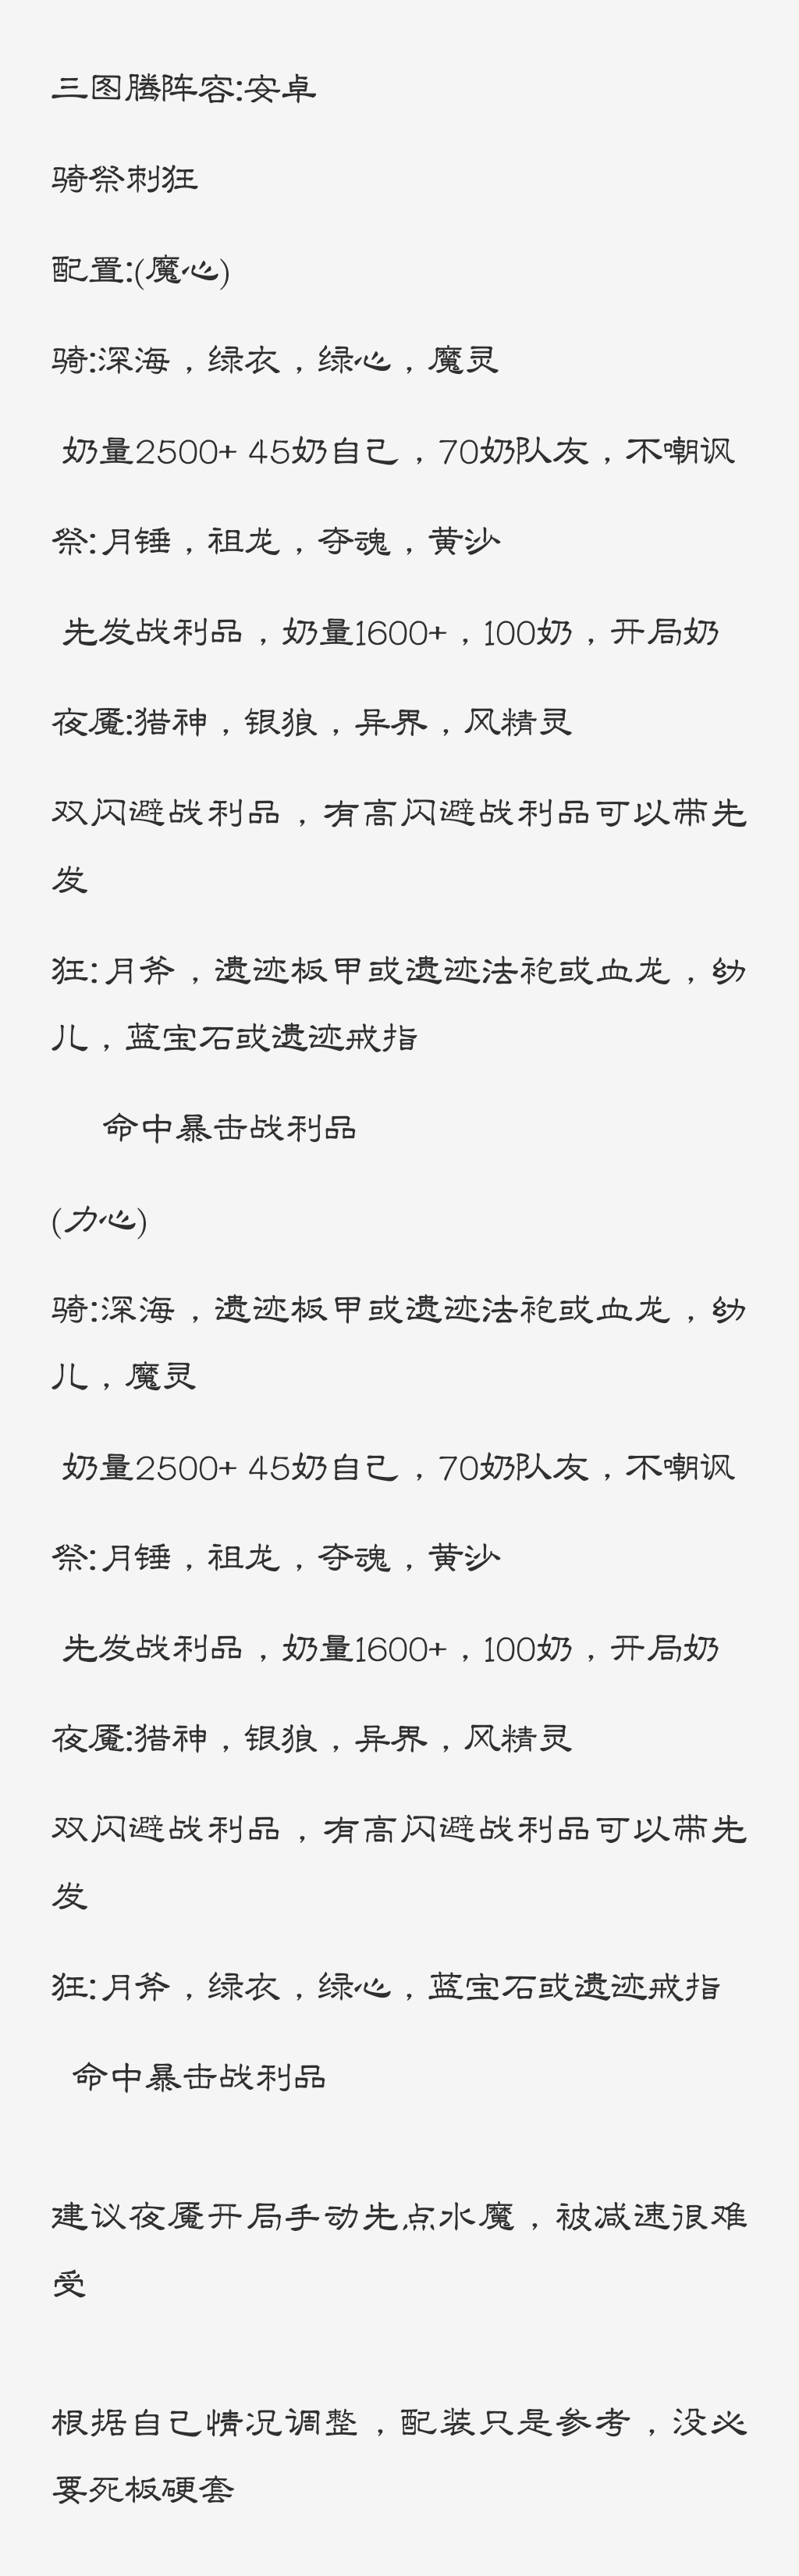 三图腾阵容:安卓
骑祭刺狂
配置:(魔心)
骑:深海，绿衣，绿心，魔灵
奶量2500+ 45奶自己，70奶队友，不嘲讽
祭:月锤，祖龙，夺魂，黄沙
先发战利品，奶量1600+，100奶，开局奶
夜魇:猎神，银狼，异界，风精灵
双闪避战利品，有高闪避战利品可以带先
发
狂:月斧，遗迹板甲或遗迹法袍或血龙，幼
儿，蓝宝石或遗迹戒指
命中暴击战利品
(力心)
骑:深海，遗迹板甲或遗迹法袍或血龙，幼
儿，魔灵
奶量2500+ 45奶自己，70奶队友，不嘲讽
祭:月锤，祖龙，夺魂，黄沙
先发战利品，奶量1600+，100奶，开局奶
夜魇:猎神，银狼，异界，风精灵
双闪避战利品，有高闪避战利品可以带先
发
狂:月斧，绿衣，绿心，蓝宝石或遗迹戒指
命中暴击战利品
建议夜魇开局手动先点水魔，被减速很难
受
根据自己情况调整，配装只是参考，没必
要死板硬套